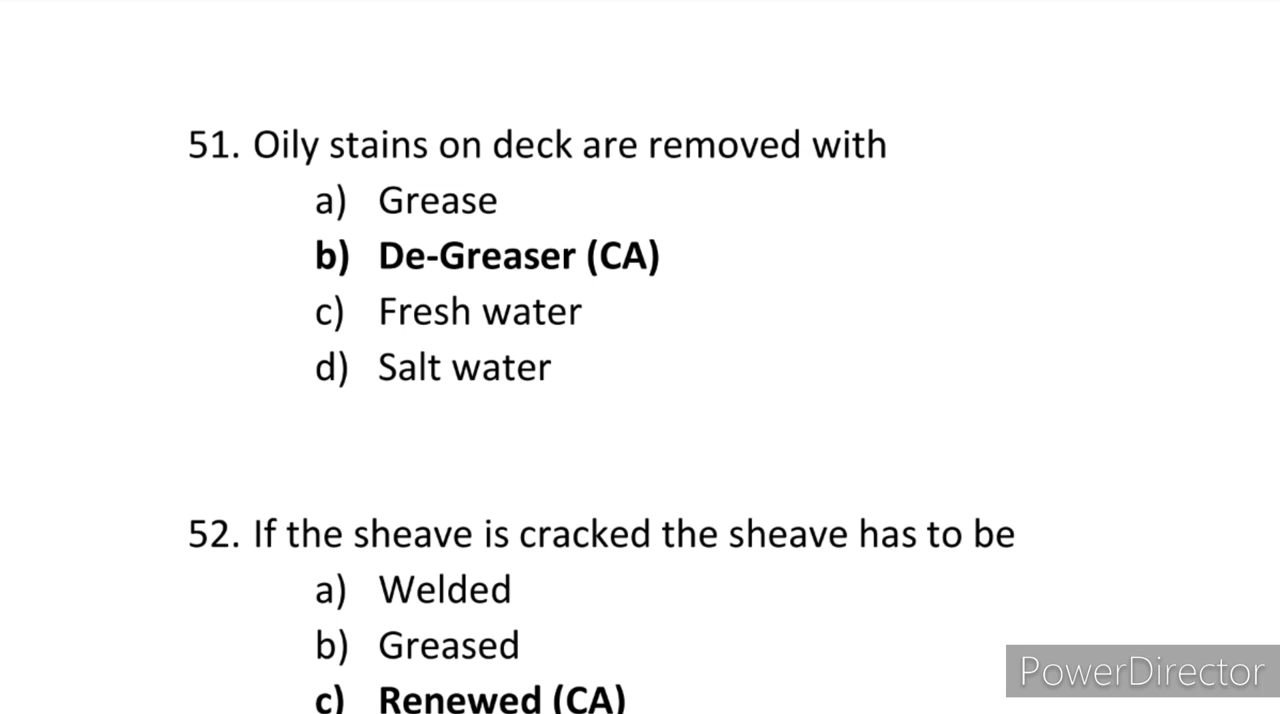 51. Oily stains on deck are removed with
a) Grease
b) De-Greaser (CA)
c) Fresh water
d) Salt water
52. If the sheave is cracked the sheave has to be
a) Welded
b) Greased
c) Renewed (CA)
PowerDirector